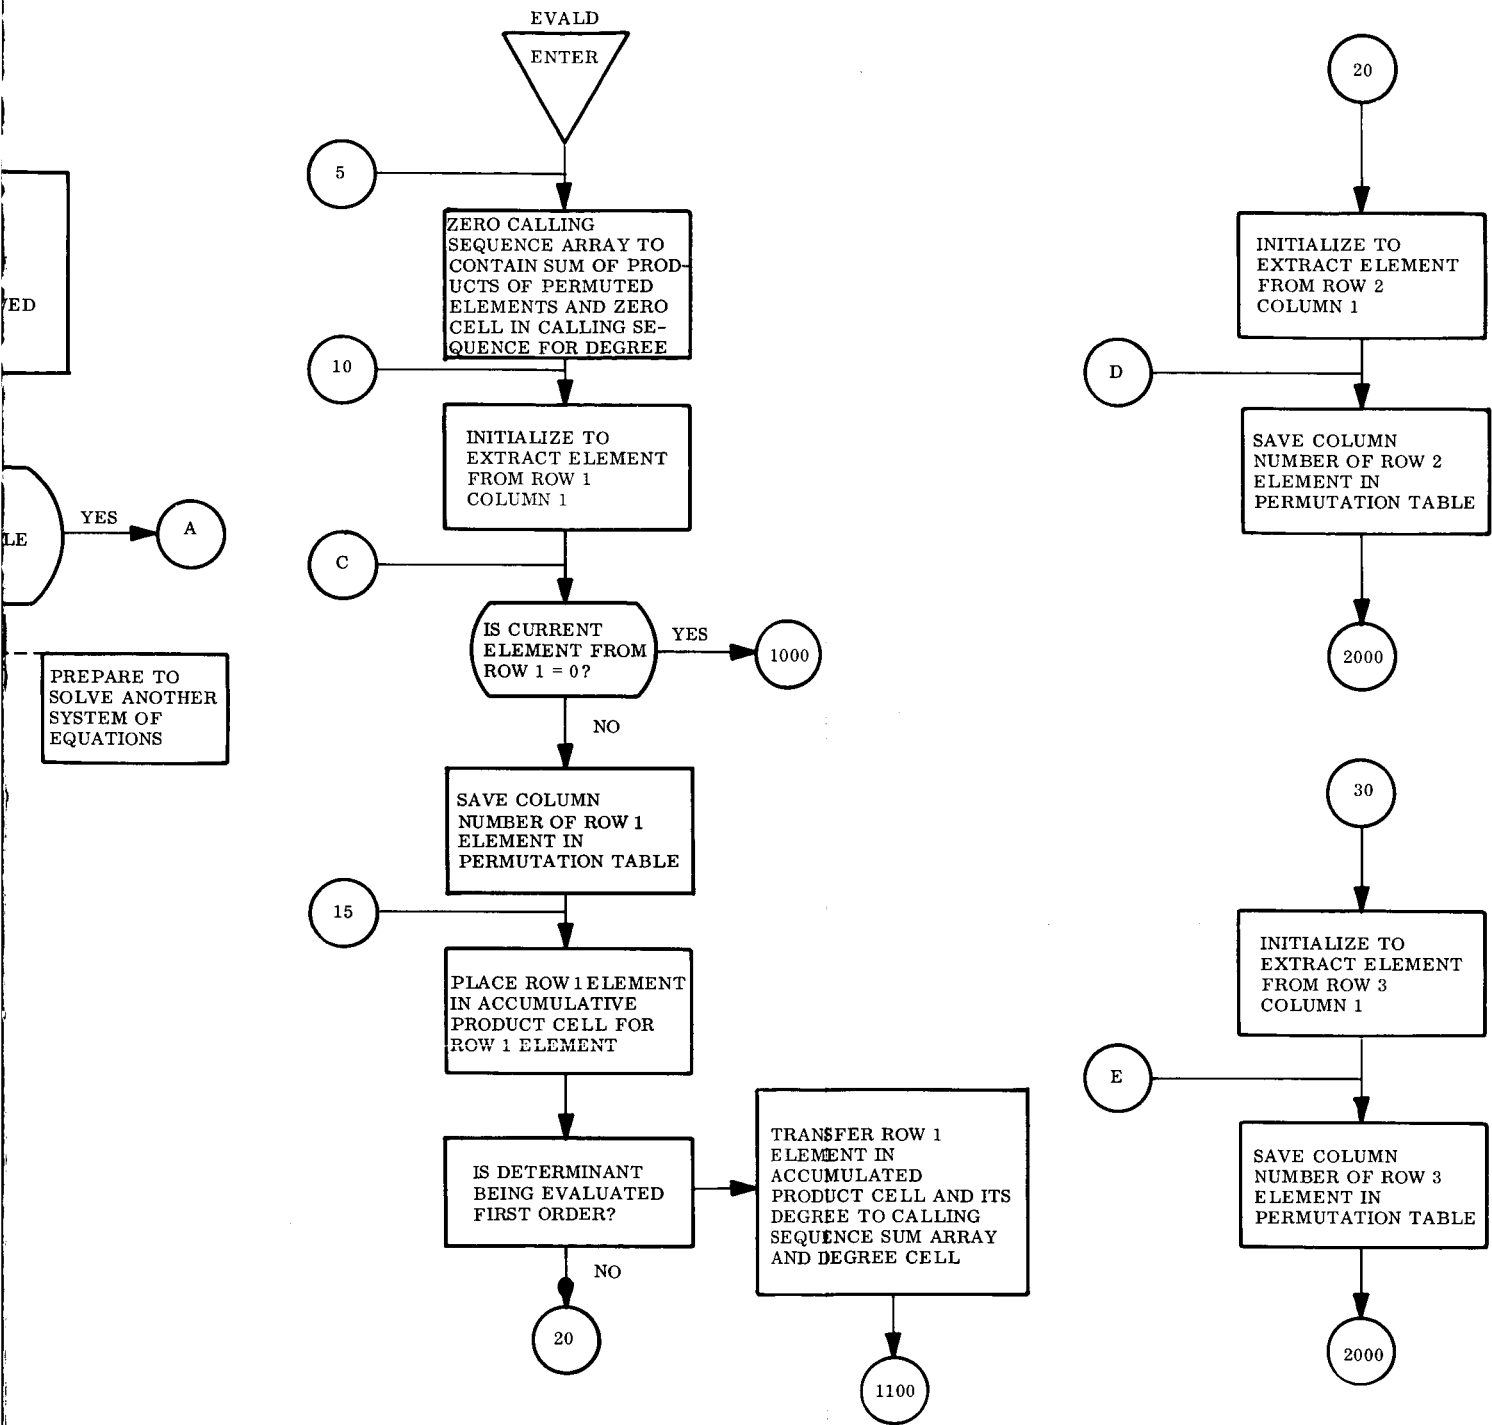 VED
LE
YES
A
PREPARE TO
SOLVE ANOTHER
SYSTEM OF
EQUATIONS
EVALD
ENTER
5
ZERO CALLING
SEQUENCE ARRAY TO
CONTAIN SUM OF PROD-
UCTS OF PERMUTED
ELEMENTS AND ZERO
CELL IN CALLING SE-
QUENCE FOR DEGREE
10
INITIALIZE TO
EXTRACT ELEMENT
FROM ROW 1
COLUMN 1
C
IS CURRENT
ELEMENT FROM
ROW 1 = 0?
YES
1000
NO
SAVE COLUMN
NUMBER OF ROW 1
ELEMENT IN
PERMUTATION TABLE
15
PLACE ROW 1 ELEMENT
IN ACCUMULATIVE
PRODUCT CELL FOR
ROW 1 ELEMENT
IS DETERMINANT
BEING EVALUATED
FIRST ORDER?
NO
20
TRANSFER ROW 1
ELEMENT IN
ACCUMULATED
PRODUCT CELL AND ITS
DEGREE TO CALLING
SEQUENCE SUM ARRAY
AND DEGREE CELL
1100
20
INITIALIZE TO
EXTRACT ELEMENT
FROM ROW 2
COLUMN 1
D
SAVE COLUMN
NUMBER OF ROW 2
ELEMENT IN
PERMUTATION TABLE
2000
30
INITIALIZE TO
EXTRACT ELEMENT
FROM ROW 3
COLUMN 1
E
SAVE COLUMN
NUMBER OF ROW 3
ELEMENT IN
PERMUTATION TABLE
2000